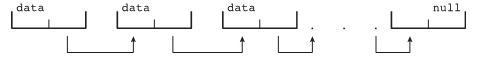 data data data . . . null